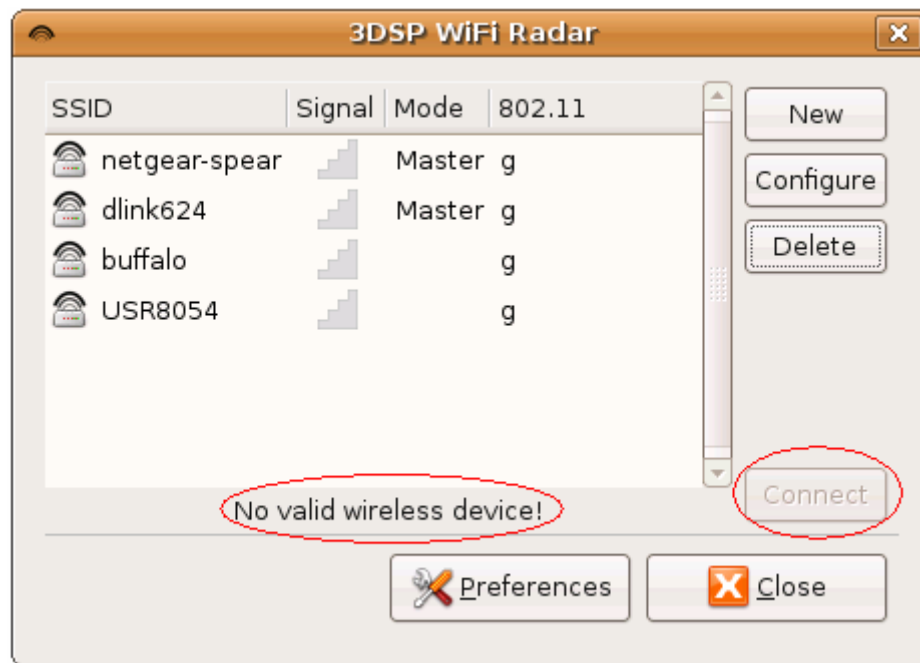 3DSP WiFi Radar
SSID Signal Mode 802.11
netgear-spear Master g
dlink624 Master g
buffalo g
USR8054 g
New
Configure
Delete
Connect
No valid wireless device!
Preferences
Close